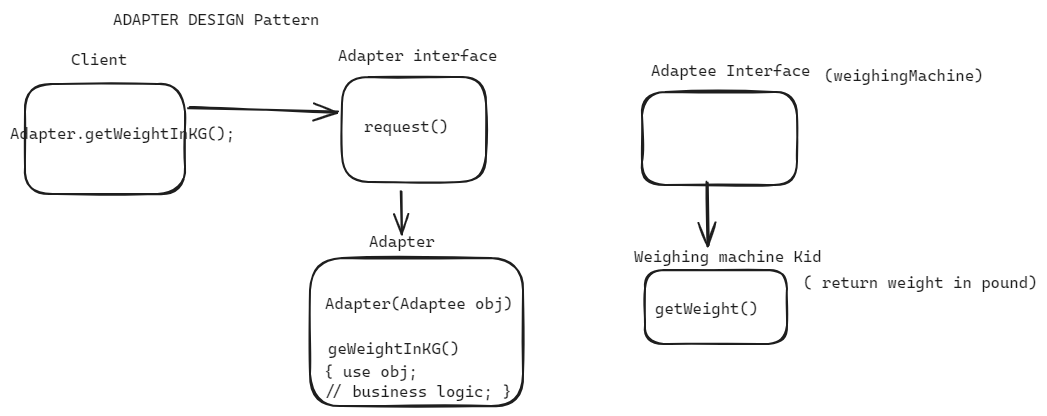 ADAPTER DESIGN Pattern
Client
Adapter.getWeightInKG();
Adapter interface
request()
Adapter
Adapter(Adaptee obj)
geWeightInKG()
{ use obj;
// business logic; }
Adaptee Interface (weighingMachine)
Weighing machine Kid
( return weight in pound)
getWeight()